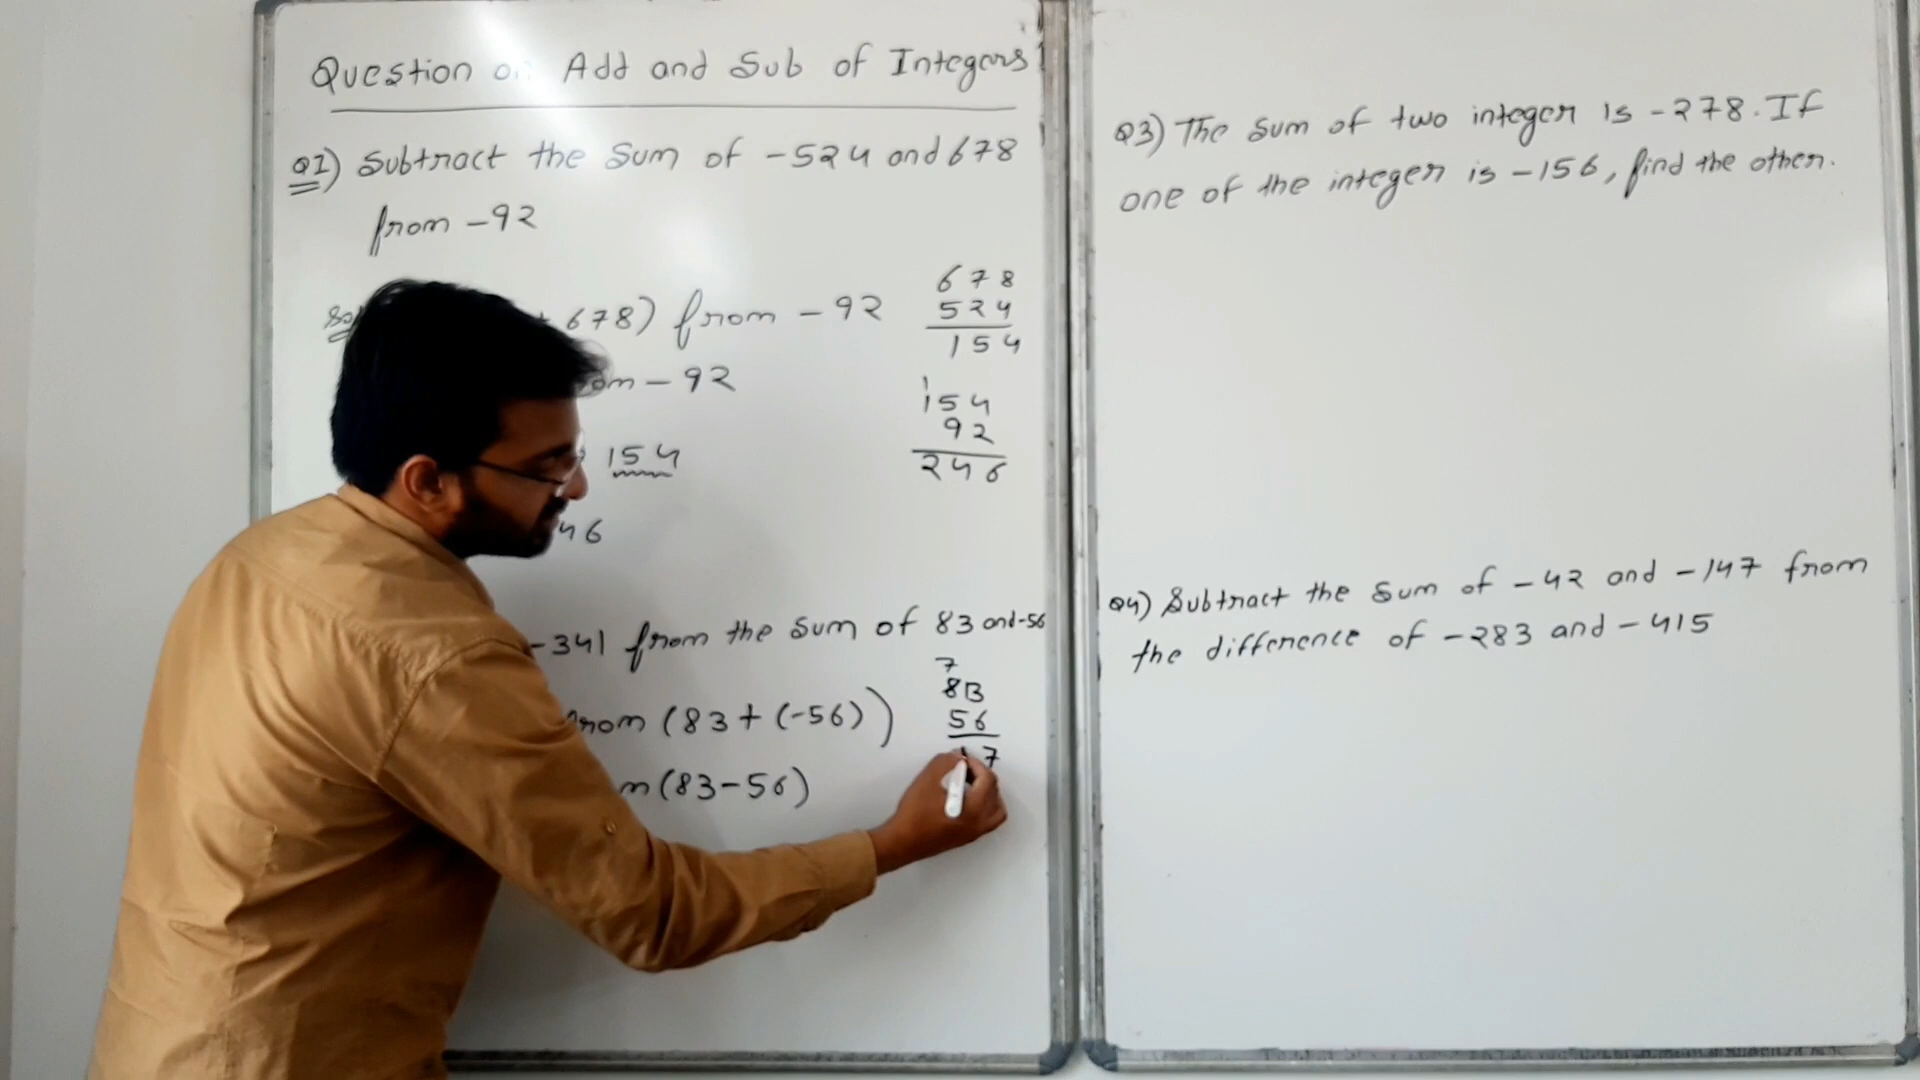 Question on Add and Sub of Integers
Q1) Subtract the Sum of -524 and 678
from -92
678) from -92
678
524
154
-92
154
92
246
154
46
-341 from the sum of 83 and -56
from (83+(-56))
7
83
56
7
(83-56)
Q3) The Sum of two integer is -278. If
one of the integer is -156, find the other.
Q4) Subtract the Sum of -42 and -147 from
the difference of -283 and -415